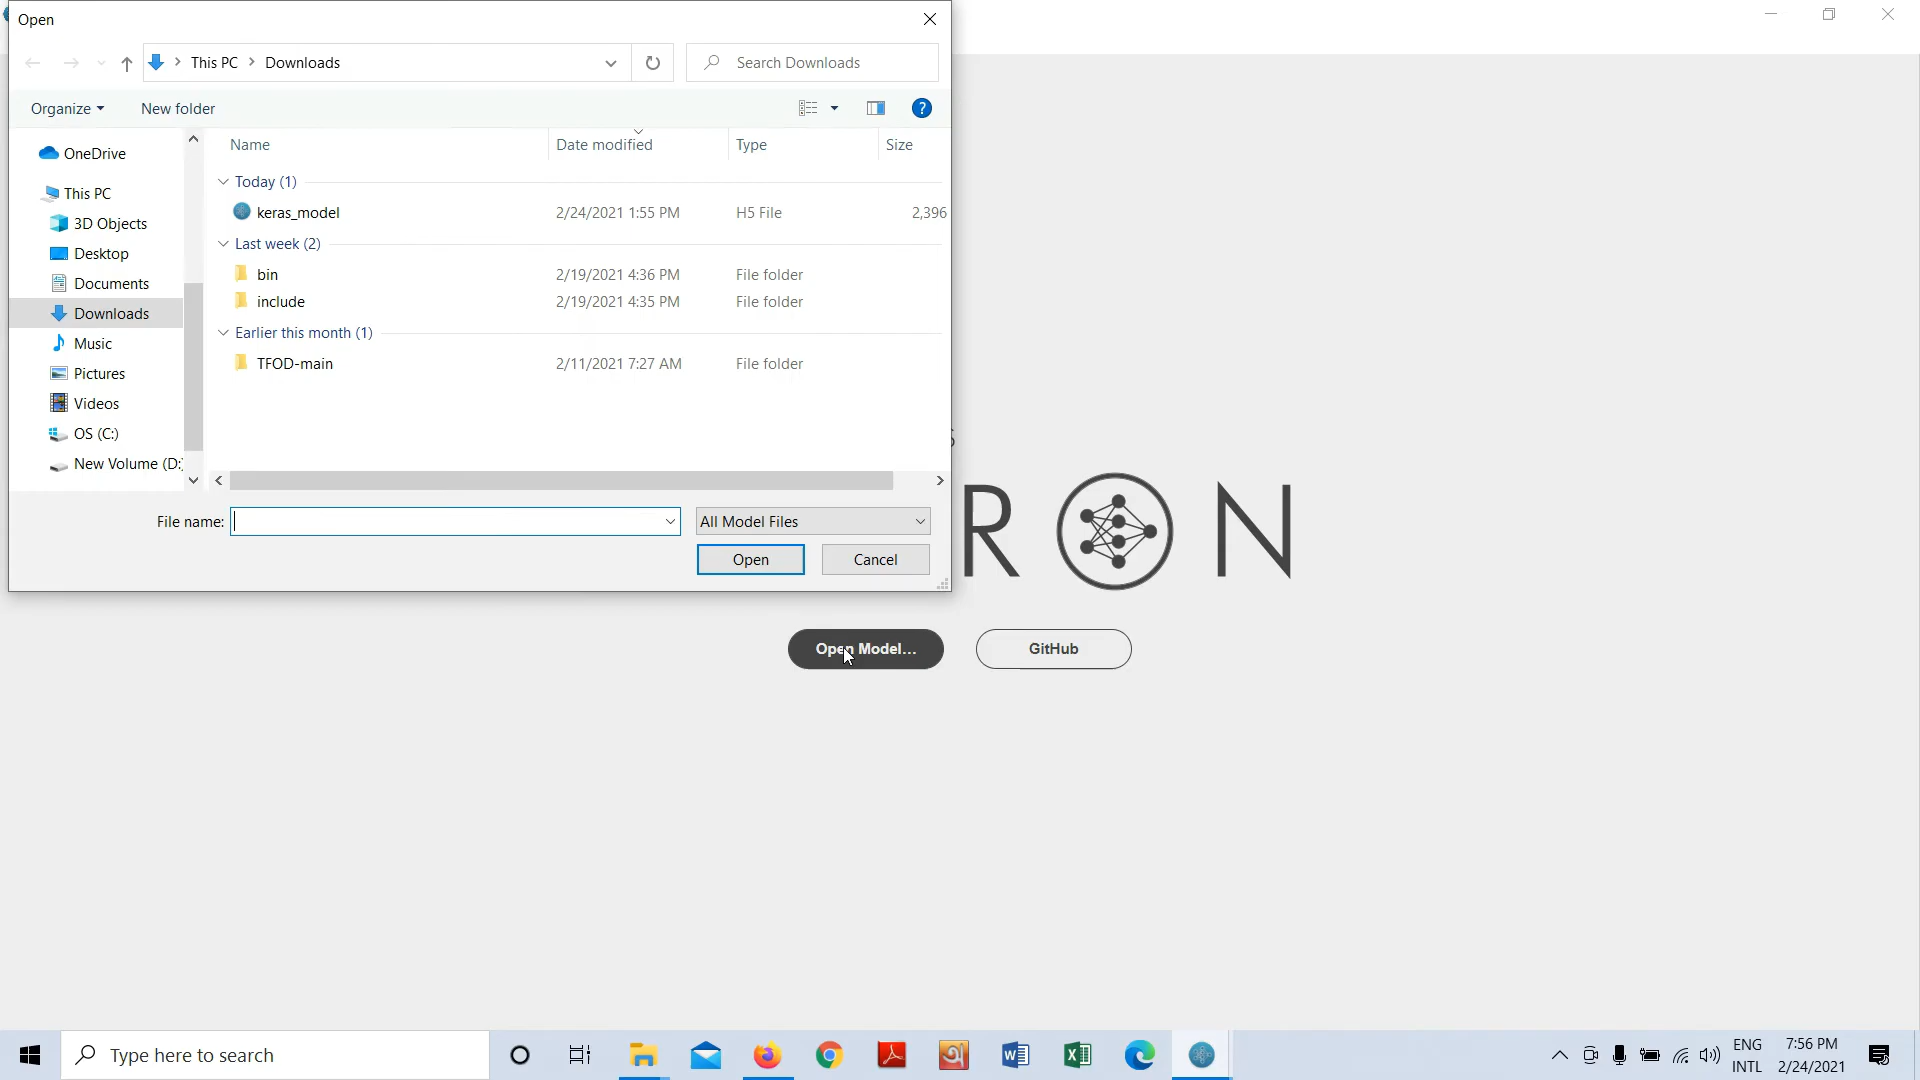 Open
This PC
Downloads
Search Downloads
Organize
New folder
Name
Date modified
Type
Size
OneDrive
This PC
3D Objects
Desktop
Documents
Downloads
Music
Pictures
Videos
OS (C:)
New Volume (D:)
Today (1)
keras_model 2/24/2021 1:55 PM H5 File 2,396
Last week (2)
bin 2/19/2021 4:36 PM File folder
include 2/19/2021 4:35 PM File folder
Earlier this month (1)
TFOD-main 2/11/2021 7:27 AM File folder
File name:
All Model Files
Open
Cancel
R N
Open Model...
GitHub
Type here to search
ENG
INTL
7:56 PM
2/24/2021